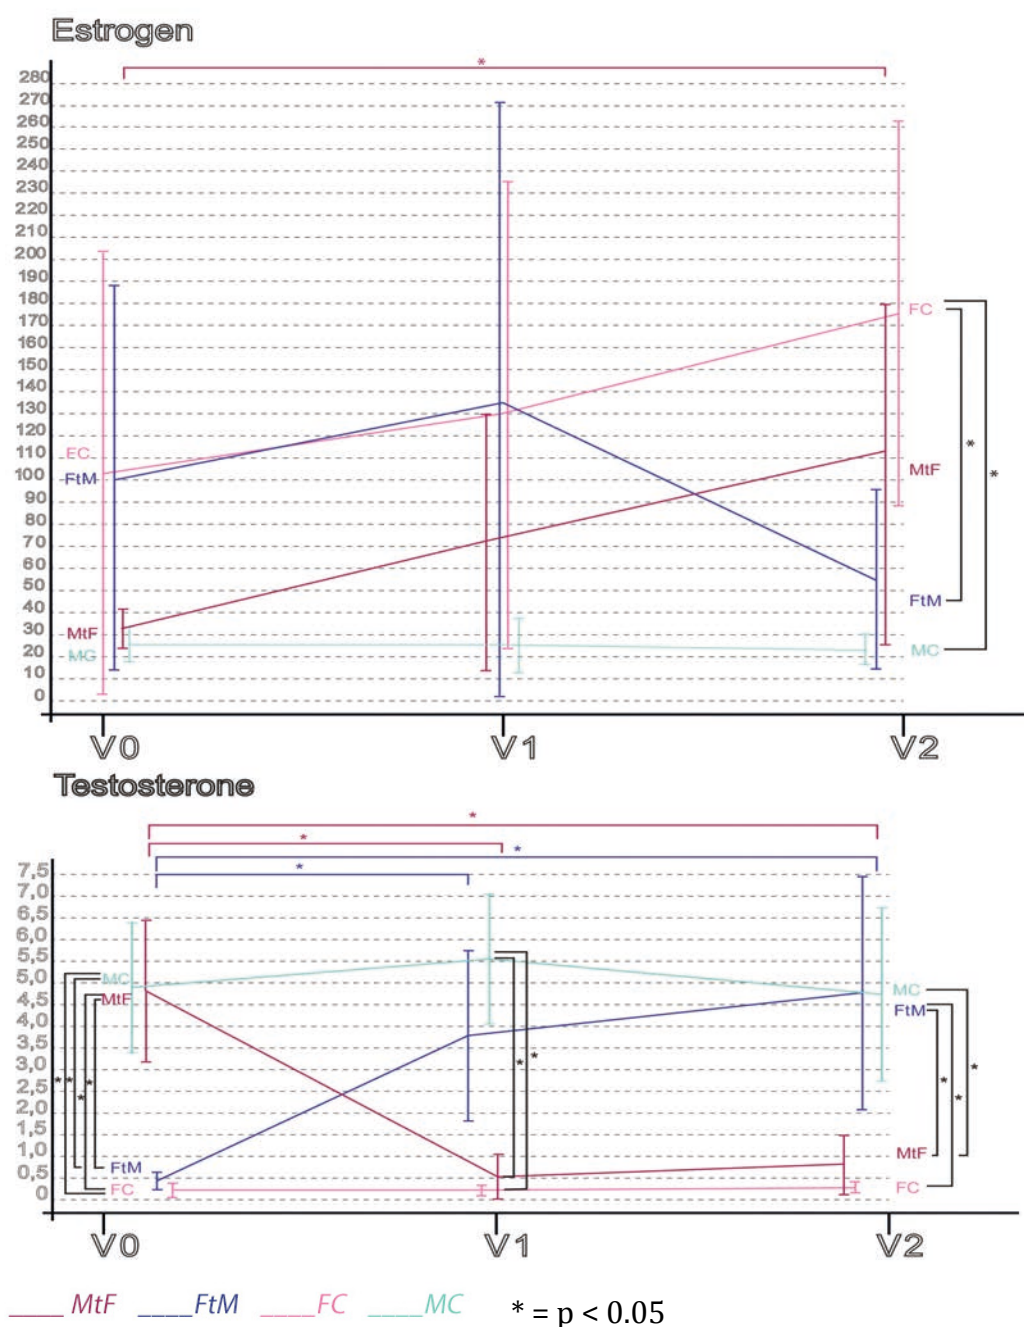 Estrogen
*
280
270
260
250
240
230
220
210
200
190
180
170
160
150
140
130
120
110
100
90
80
70
60
50
40
30
20
10
0
FC
FtM
MtF
MC
FC
MtF
FtM
MC
*
*
V0 V1 V2
Testosterone
*
*
*
*
7,5
7,0
6,5
6,0
5,5
5,0
4,5
4,0
3,5
3,0
2,5
2,0
1,5
1,0
0,5
0
MC
MtF
FtM
FC
* * * *
* *
MC
FtM
MtF
FC
* * *
V0 V1 V2
____ MtF ____FtM ____FC ____MC * = p < 0.05